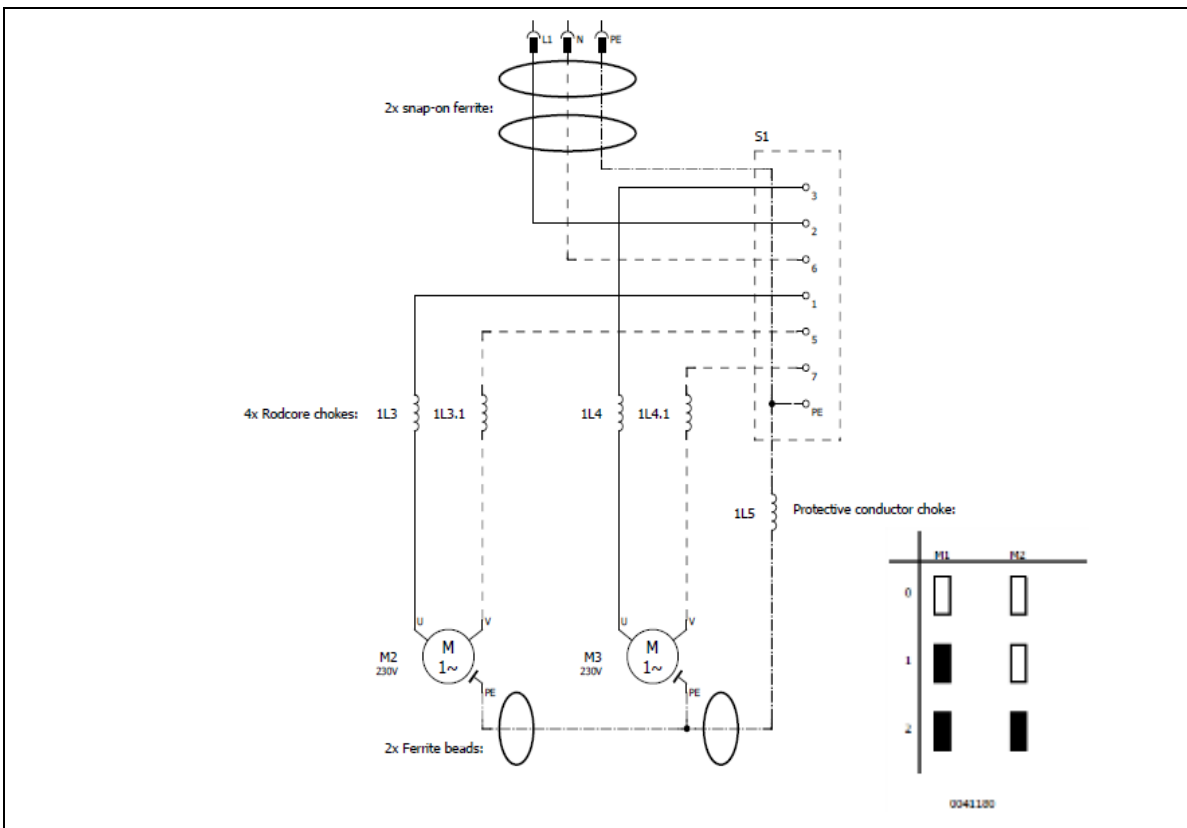 L1 N PE
2x snap-on ferrite:
S1
3
2
6
1
5
7
PE
4x Rodcore chokes: 1L3 1L3.1 1L4 1L4.1
1L5 Protective conductor choke:
M1 M2
0
1
2
U V U V
M2
230V
M
1~
M3
230V
M
1~
PE PE
2x Ferrite beads:
0041180